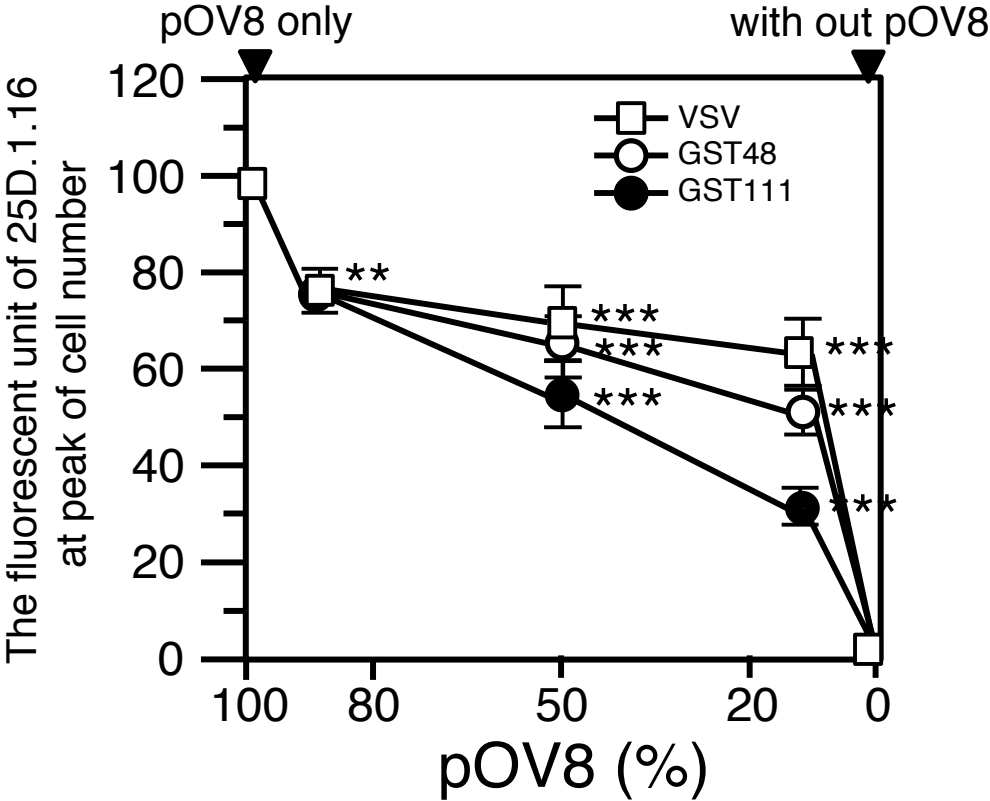 pOV8 only
with out pOV8
The fluorescent unit of 25D.1.16
at peak of cell number
120
100
80
60
40
20
0
VSV
GST48
GST111
**
***
***
***
***
***
***
100 80 50 20 0
pOV8 (%)